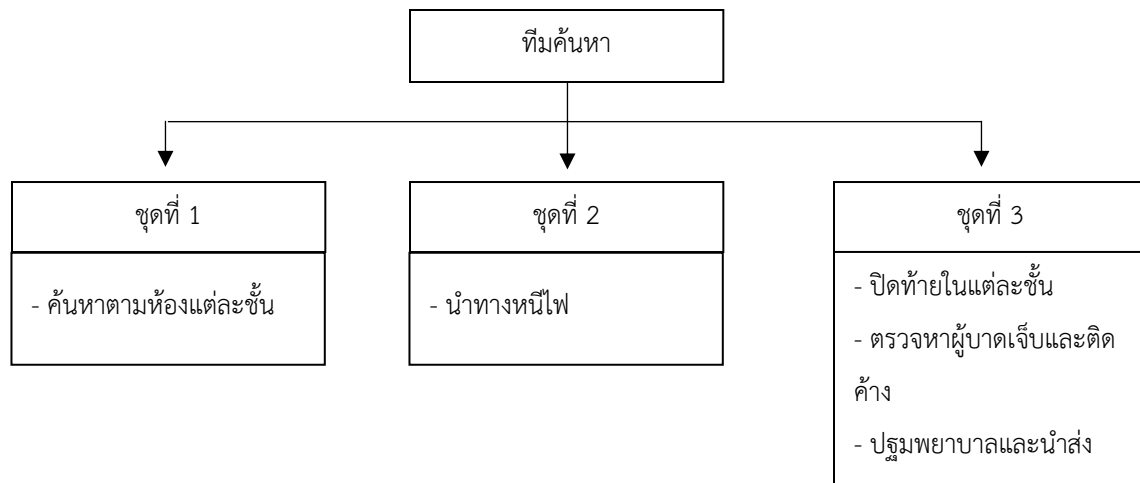 ทีมค้นหา
ชุดที่ 1
- ค้นหาตามห้องแต่ละชั้น
ชุดที่ 2
- นำทางหนีไฟ
ชุดที่ 3
- ปิดท้ายในแต่ละชั้น
- ตรวจหาผู้บาดเจ็บและติด
ค้าง
- ปฐมพยาบาลและนำส่ง